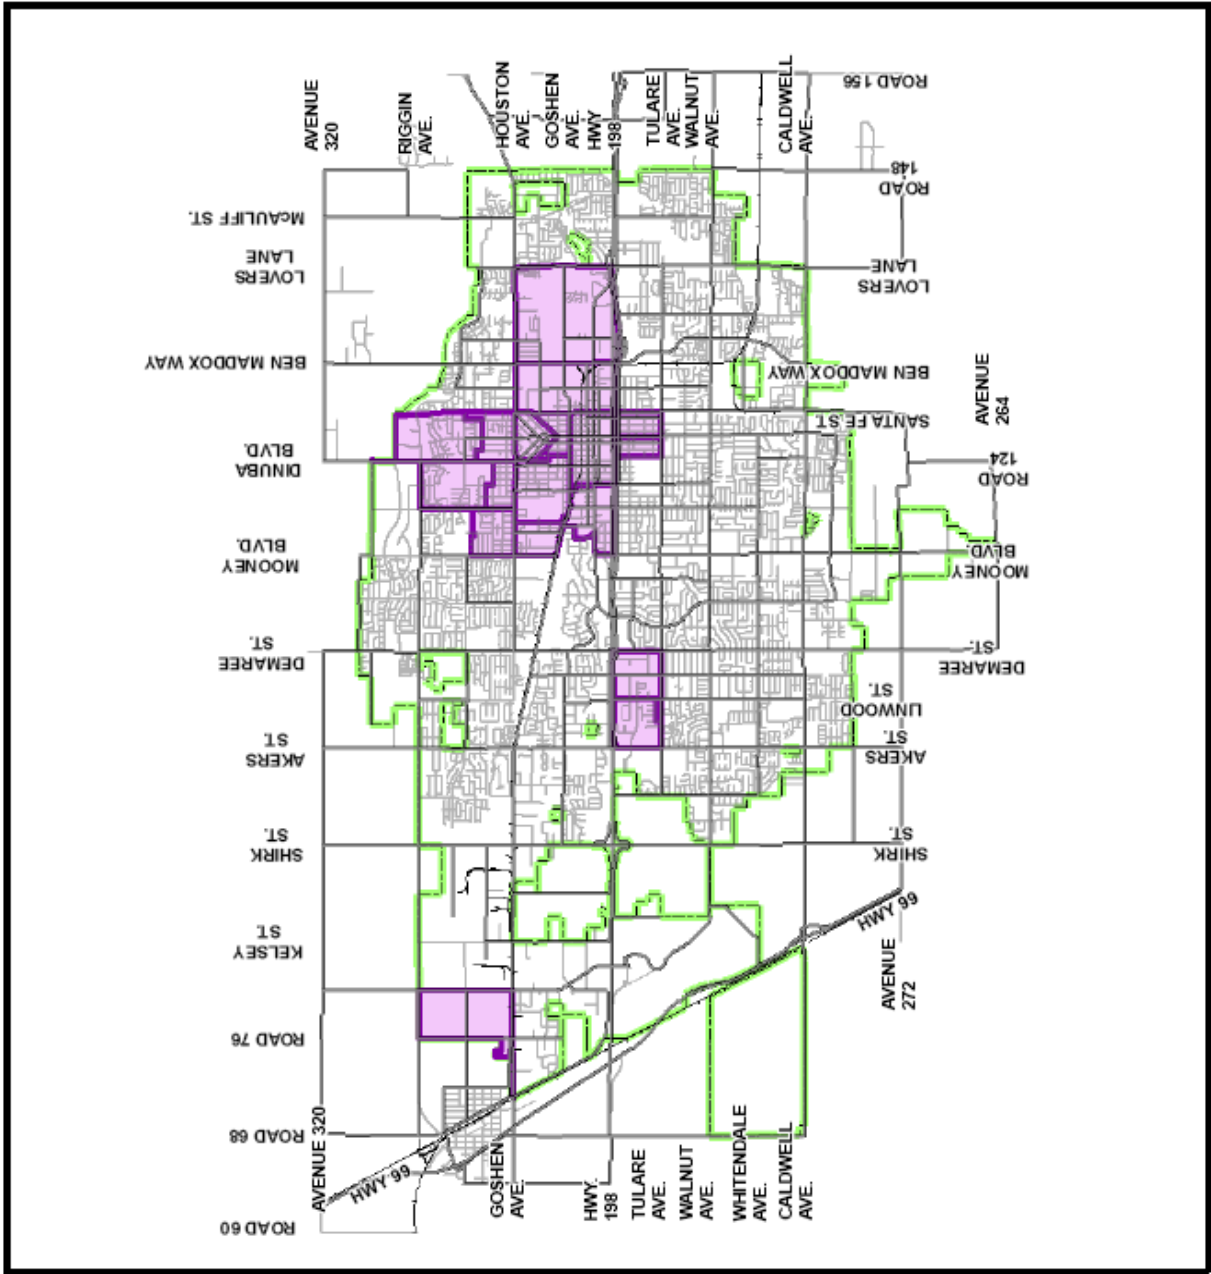 AVENUE
320
RIGGIN
AVE.
HOUSTON
AVE.
GOSHEN
AVE.
HWY
198
TULARE
AVE.
WALNUT
AVE.
CALDWELL
AVE.
ROAD 156
ROAD
148
McAULIFF ST.
LOVERS
LANE
LOVERS
LANE
BEN MADDOX WAY
BEN MADDOX WAY
AVENUE
264
SANTA FE ST.
DINUBA
BLVD.
ROAD
124
MOONEY
BLVD.
MOONEY
BLVD.
DEMAREE
ST.
DEMAREE
ST.
LINWOOD
ST.
AKERS
ST.
AKERS
ST.
SHIRK
ST.
SHIRK
ST.
HWY 99
KELSEY
ST.
AVENUE
272
ROAD 76
ROAD 68
AVENUE 320
HWY 99
ROAD 60
GOSHEN
AVE.
HWY.
198
TULARE
AVE.
WALNUT
AVE.
WHITENDALE
AVE.
CALDWELL
AVE.